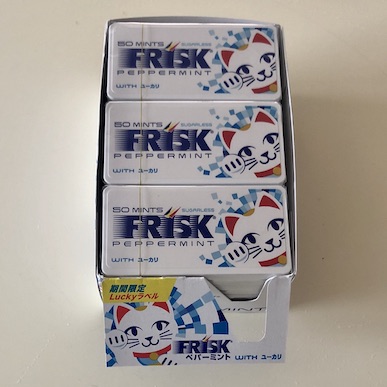 50 MINTS SUGARLESS
FRISK
PEPPERMINT
WITH ユーカリ
50 MINTS SUGARLESS
FRISK
PEPPERMINT
WITH ユーカリ
50 MINTS SUGARLESS
FRISK
PEPPERMINT
WITH ユーカリ
期間限定
Luckyラベル
FRISK
ペパーミント WITH ユーカリ